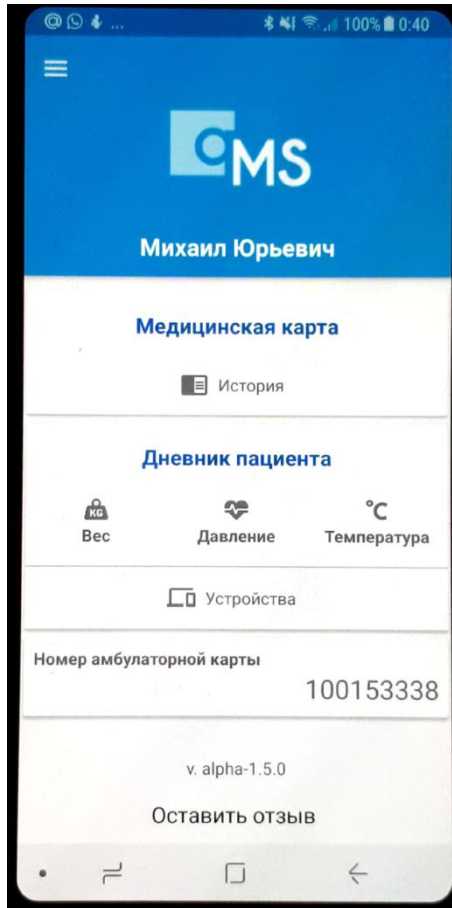 100% 0:40
GMS
Михаил Юрьевич
Медицинская карта
История
Дневник пациента
KG °C
Вес Давление Температура
Устройства
Номер амбулаторной карты
100153338
v. alpha-1.5.0
Оставить отзыв